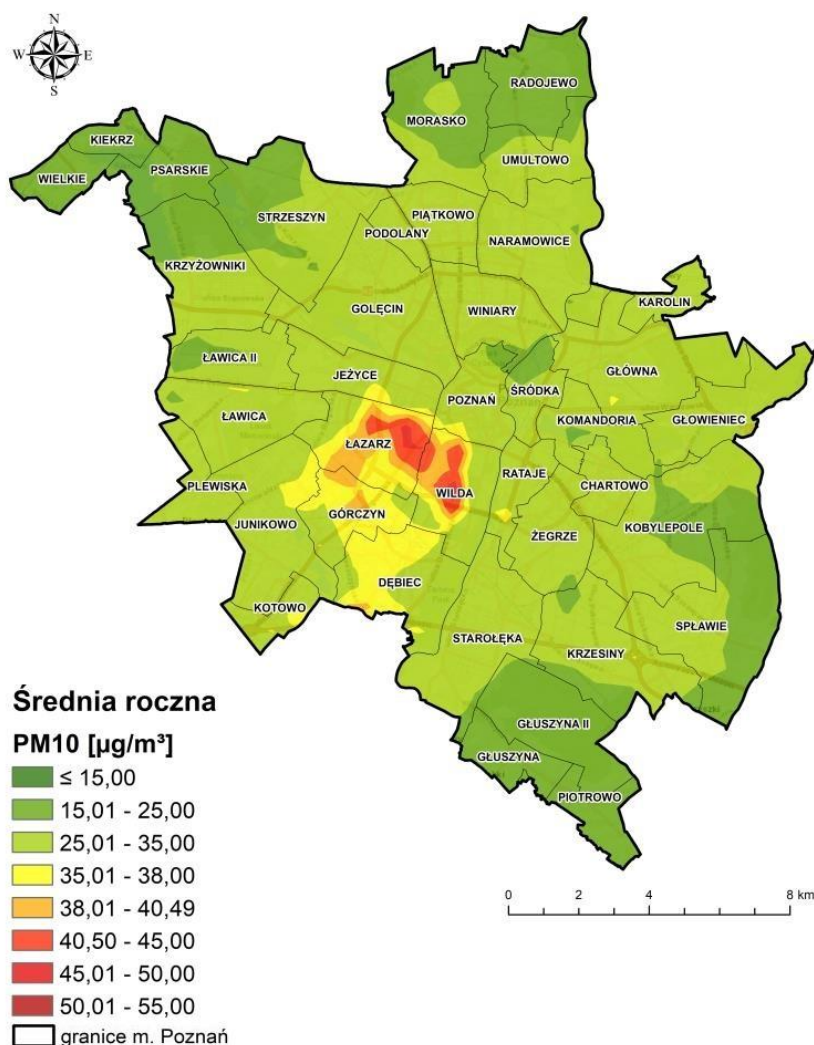 N
W E
S
RADOJEWO
MORASKO
KIEKRZ
UMULTOWO
PSARSKIE
WIELKIE
STRZESZYN
PIĄTKOWO
PODOLANY
NARAMOWICE
KRZYŻOWNIKI
KAROLIN
GOLĘCIN
WINIARY
ŁAWICA II
JEŻYCE
GŁÓWNA
ŚRÓDKA
POZNAŃ
ŁAWICA
KOMANDORIA
GŁOWIENIEC
ŁAZARZ
RATAJE
PLEWISKA
WILDA
CHARTOWO
GÓRCZYN
JUNIKOWO
KOBYLEPOLE
ŻEGRZE
DĘBIEC
KOTOWO
SPŁAWIE
STAROŁĘKA
KRZESINY
GŁUSZYNA II
GŁUSZYNA
PIOTROWO
Średnia roczna
PM10 [µg/m³]
≤ 15,00
15,01 - 25,00
25,01 - 35,00
35,01 - 38,00
38,01 - 40,49
40,50 - 45,00
45,01 - 50,00
50,01 - 55,00
granice m. Poznań
0 2 4 8 km